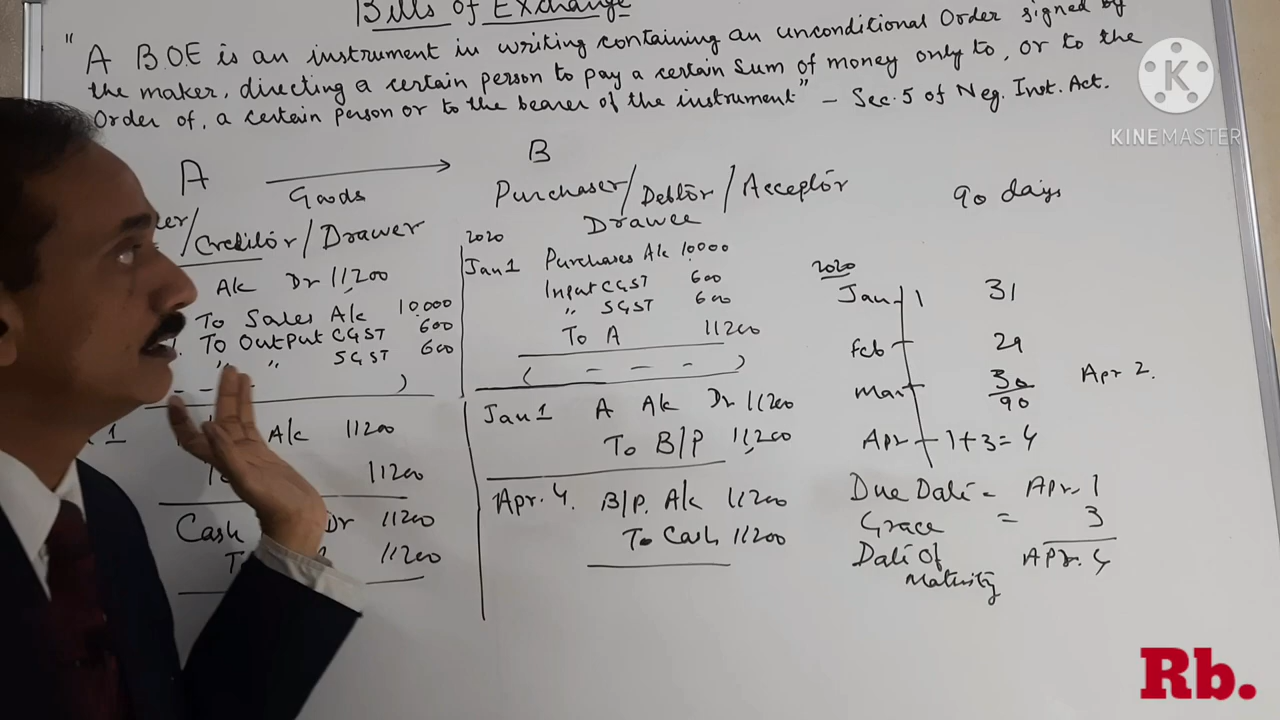 Bills of Exchange
" A B.O.E is an instrument in writing containing an unconditional Order signed by
the maker, directing a certain person to pay a certain Sum of money only to, or to the
Order of, a certain person or to the bearer of the instrument" – Sec. 5 of Neg. Inst. Act.
KINEMASTER
A
Goods
B
/Creditor/Drawer
Purchaser/Debtor/Acceptor
Drawee
90 days
A/c Dr 11,200
To Sales A/c 10000
To Output CGST 600
" " SGST 600
- - )
1 A/c 11200
11200
Cash Dr 11200
11200
2020
Jan 1 Purchases A/c 10000
Input CGST 600
" SGST 600
To A 11200
( - - - )
Jan 1 A A/c Dr 11200
To B/P 11,200
Apr. 4. B/P. A/c 11200
To Cash 11200
2020
Jan 1 31
Feb 29
Mar 30
90
Apr 2.
Apr 1+3=4
Due Date = Apr. 1
Grace = 3
Date Of Maturity APr. 4
Rb.